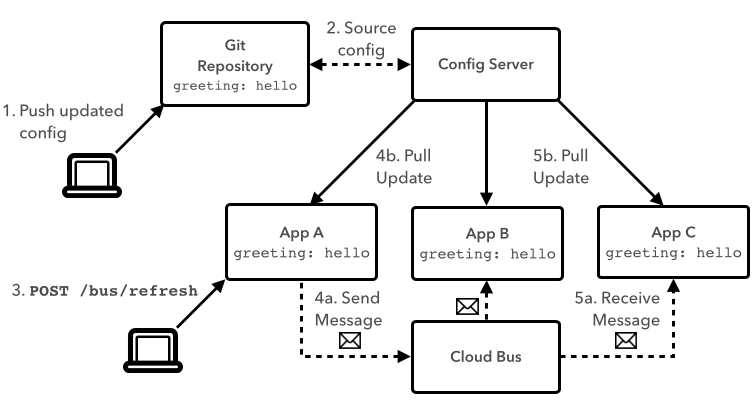 Git
Repository
greeting: hello
2. Source
config
Config Server
1. Push updated
config
4b. Pull
Update
5b. Pull
Update
App A
greeting: hello
App B
greeting: hello
App C
greeting: hello
3. POST /bus/refresh
4a. Send
Message
5a. Receive
Message
Cloud Bus